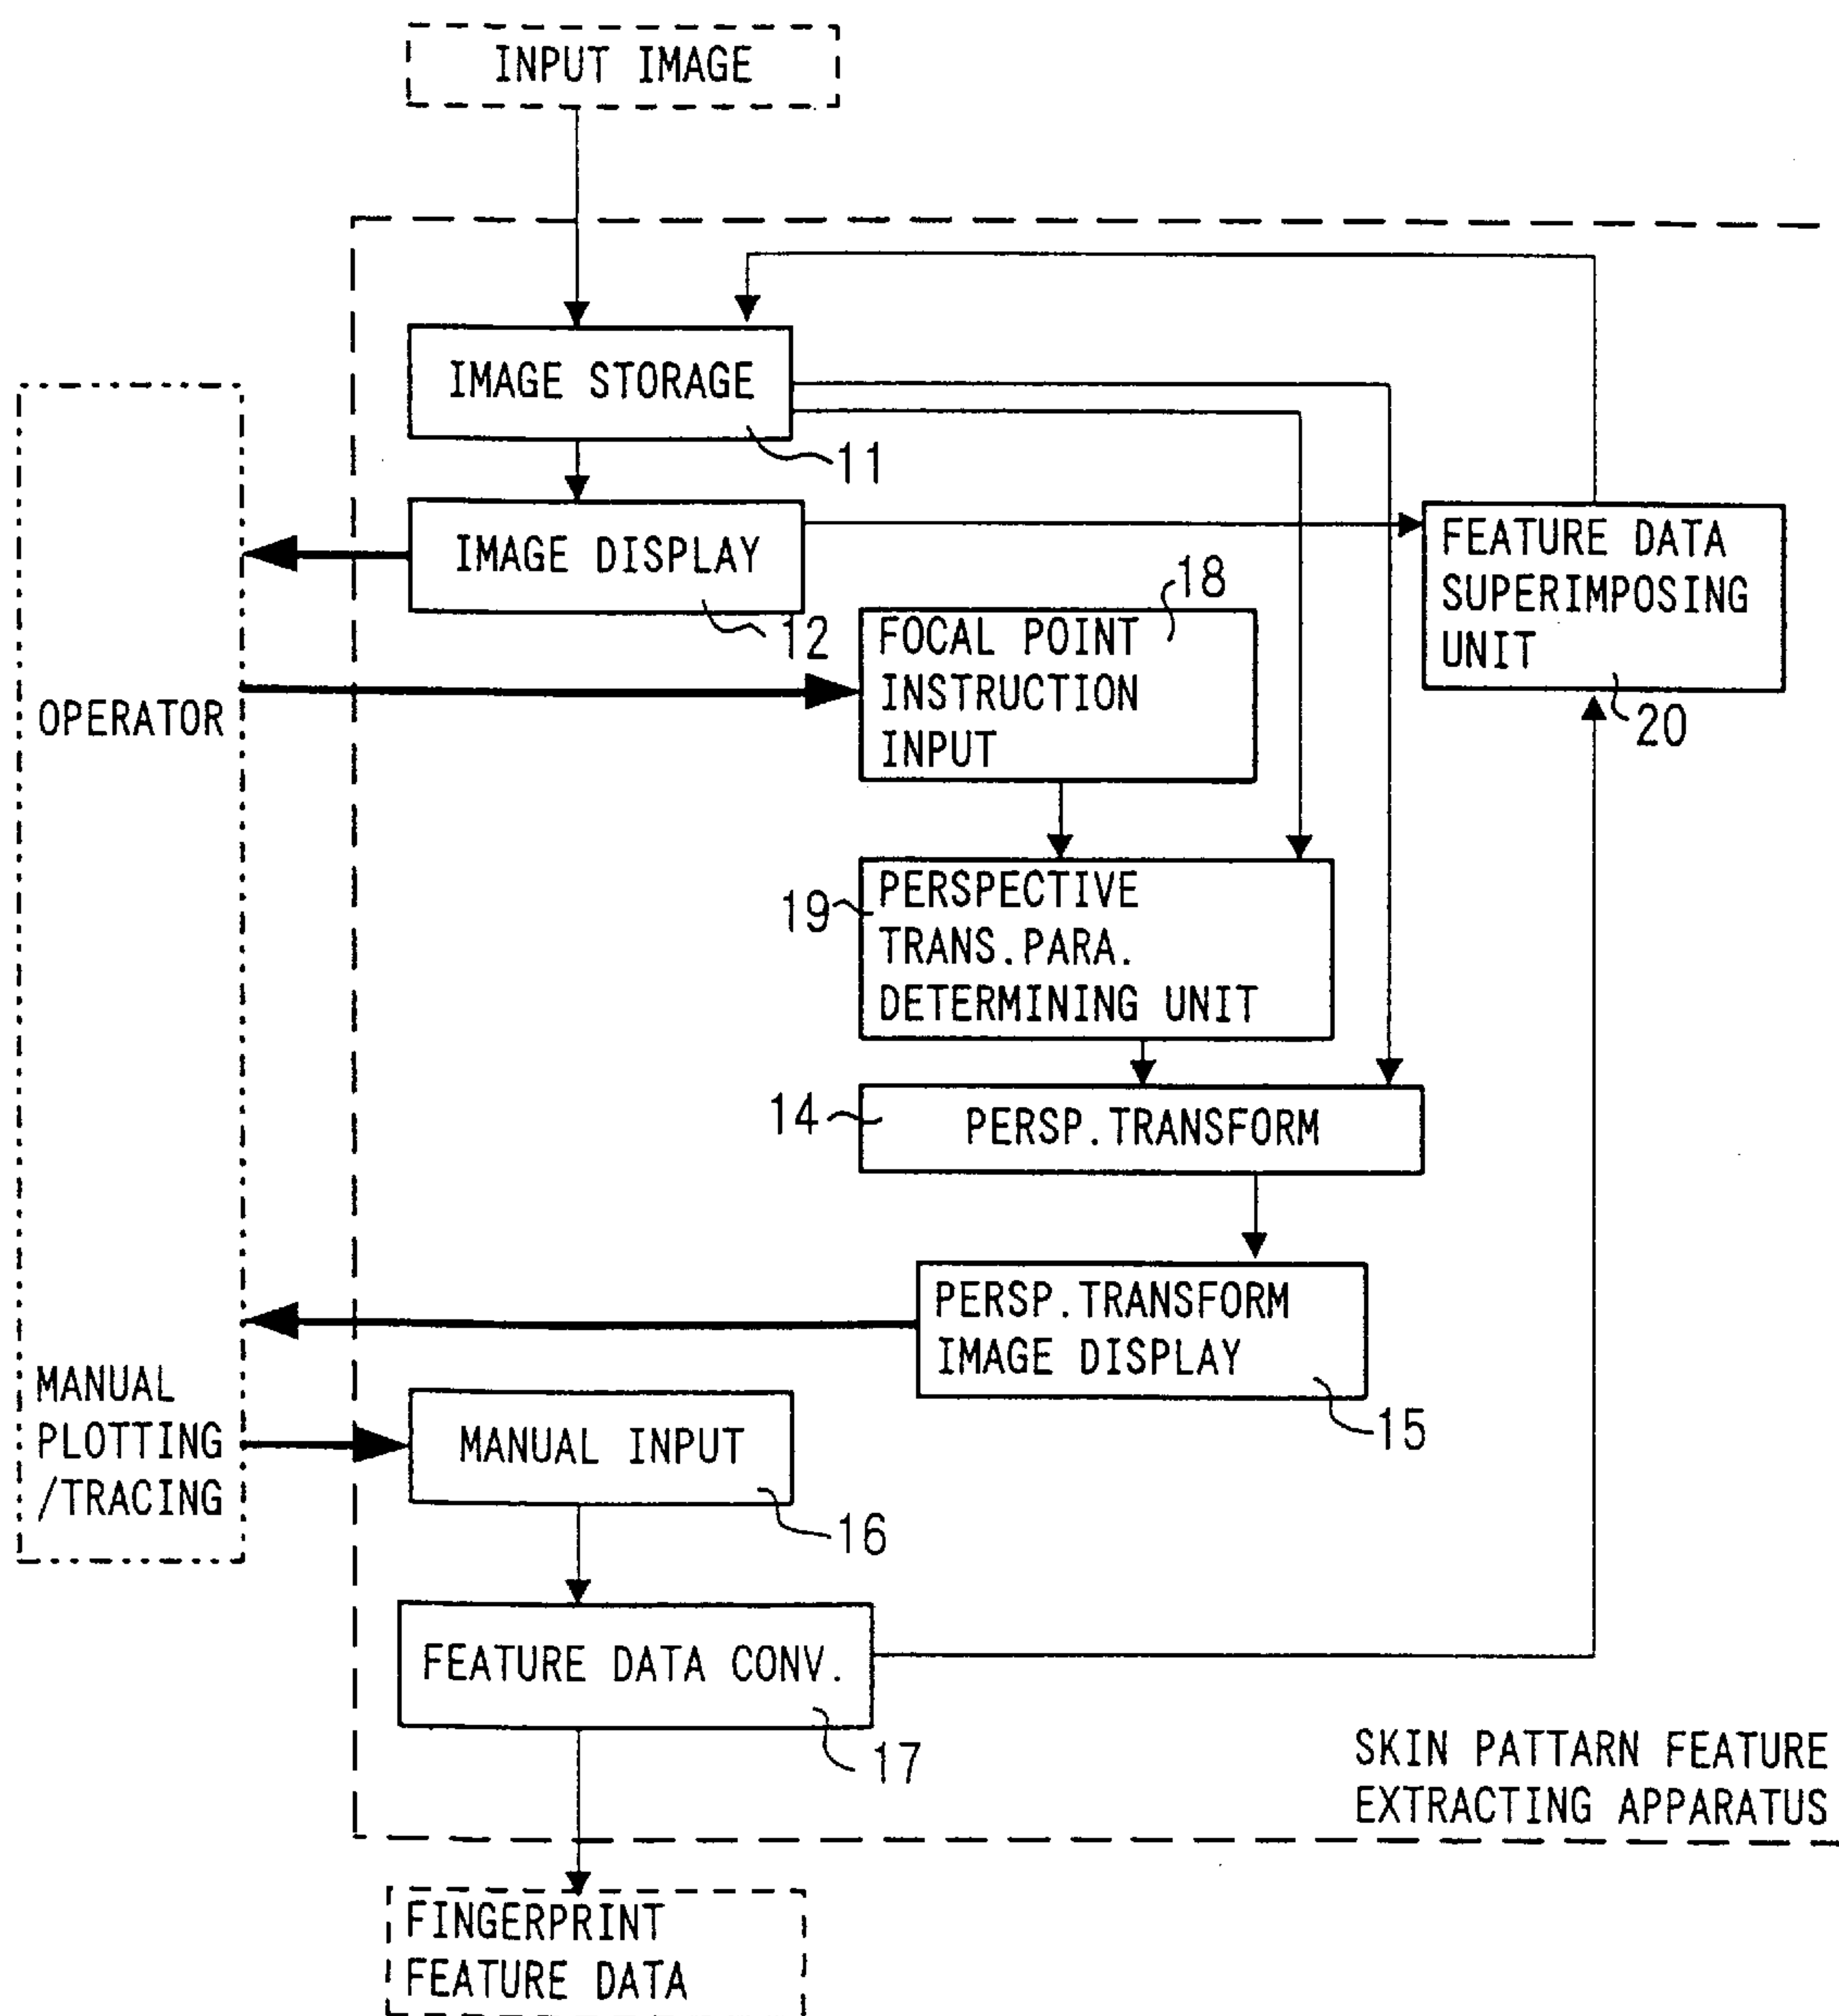 INPUT IMAGE
IMAGE STORAGE
11
IMAGE DISPLAY
12
FEATURE DATA
SUPERIMPOSING
UNIT
20
18
FOCAL POINT
INSTRUCTION
INPUT
OPERATOR
19
PERSPECTIVE
TRANS.PARA.
DETERMINING UNIT
14
PERSP.TRANSFORM
PERSP.TRANSFORM
IMAGE DISPLAY
15
MANUAL
PLOTTING
/TRACING
MANUAL INPUT
16
FEATURE DATA CONV.
17
SKIN PATTARN FEATURE
EXTRACTING APPARATUS
FINGERPRINT
FEATURE DATA